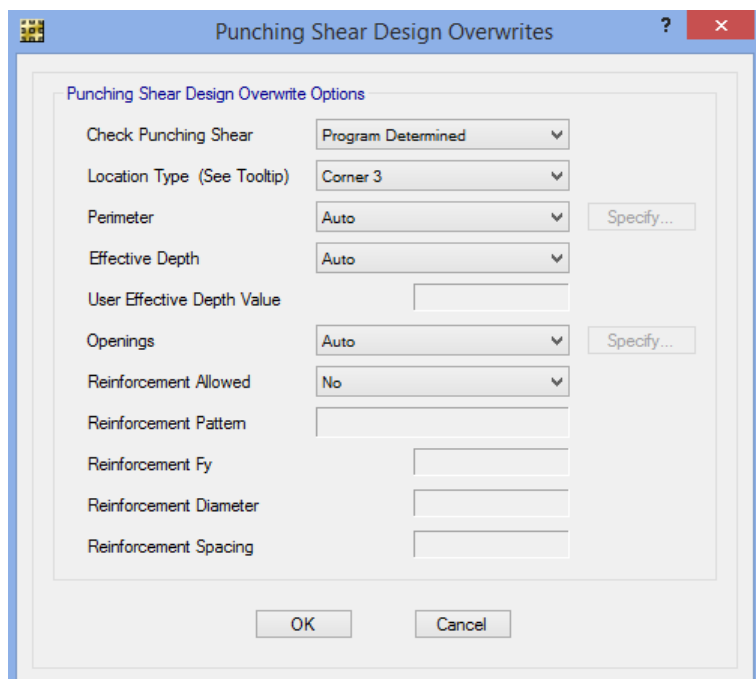 Punching Shear Design Overwrites ? ×
Punching Shear Design Overwrite Options
Check Punching Shear Program Determined
Location Type (See Tooltip) Corner 3
Perimeter Auto Specify...
Effective Depth Auto
User Effective Depth Value
Openings Auto Specify...
Reinforcement Allowed No
Reinforcement Pattern
Reinforcement Fy
Reinforcement Diameter
Reinforcement Spacing
OK Cancel